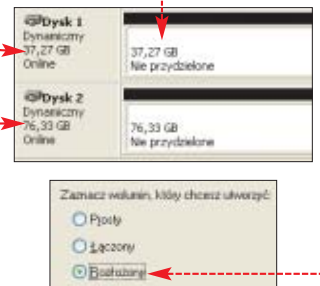 Dysk 1
Dynamiczny
37,27 GB
Online
37,27 GB
Nie przydzielone
Dysk 2
Dynamiczny
76,33 GB
Online
76,33 GB
Nie przydzielone
Zaznacz wolumin, który chcesz utworzyć:
Prosty
Łączony
Rozłożony